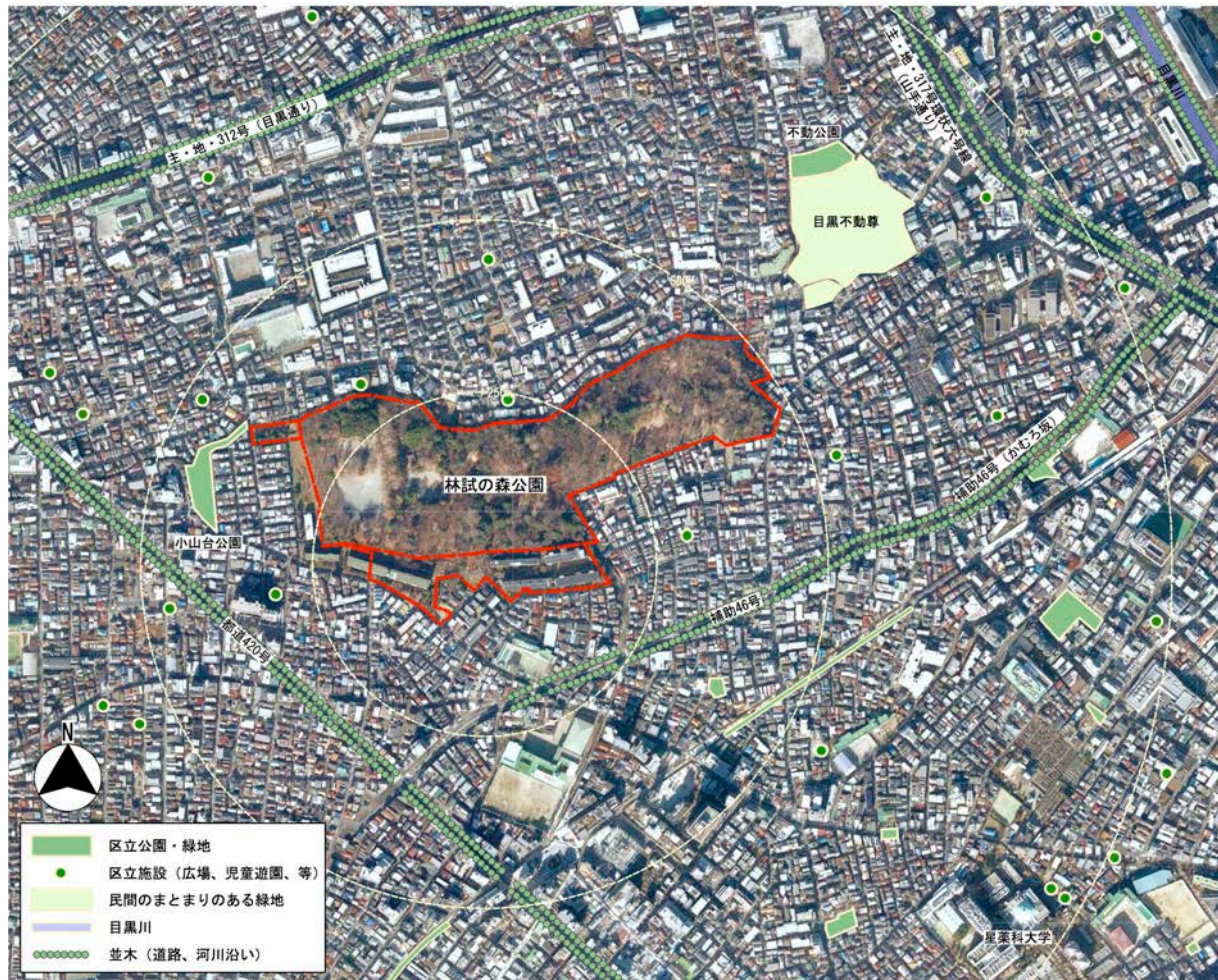 主・地・312号（目黒通り）
主・地・317号環状六号線
（山手通り）
目黒川
1.0km
不動公園
目黒不動尊
500m
250m
林試の森公園
小山台公園
補助46号（かむろ坂）
補助46号
都道420号
星薬科大学
N
区立公園・緑地
区立施設（広場、児童遊園、等）
民間のまとまりのある緑地
目黒川
並木（道路、河川沿い）